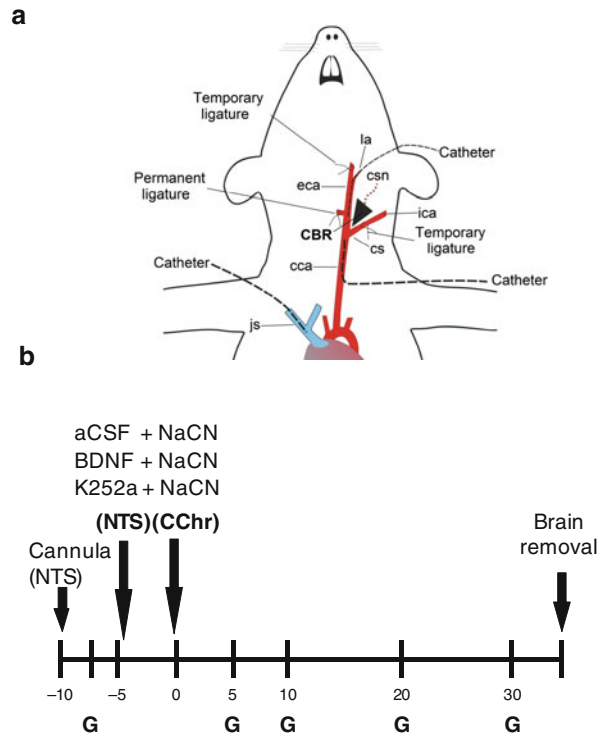 a
Temporary
ligature
la
Catheter
eca
csn
Permanent
ligature
ica
CBR
Temporary
ligature
cs
Catheter
cca
Catheter
js
b
aCSF + NaCN
BDNF + NaCN
K252a + NaCN
(NTS)(CChr)
Cannula
(NTS)
Brain
removal
–10 –5 0 5 10 20 30
G G G G G